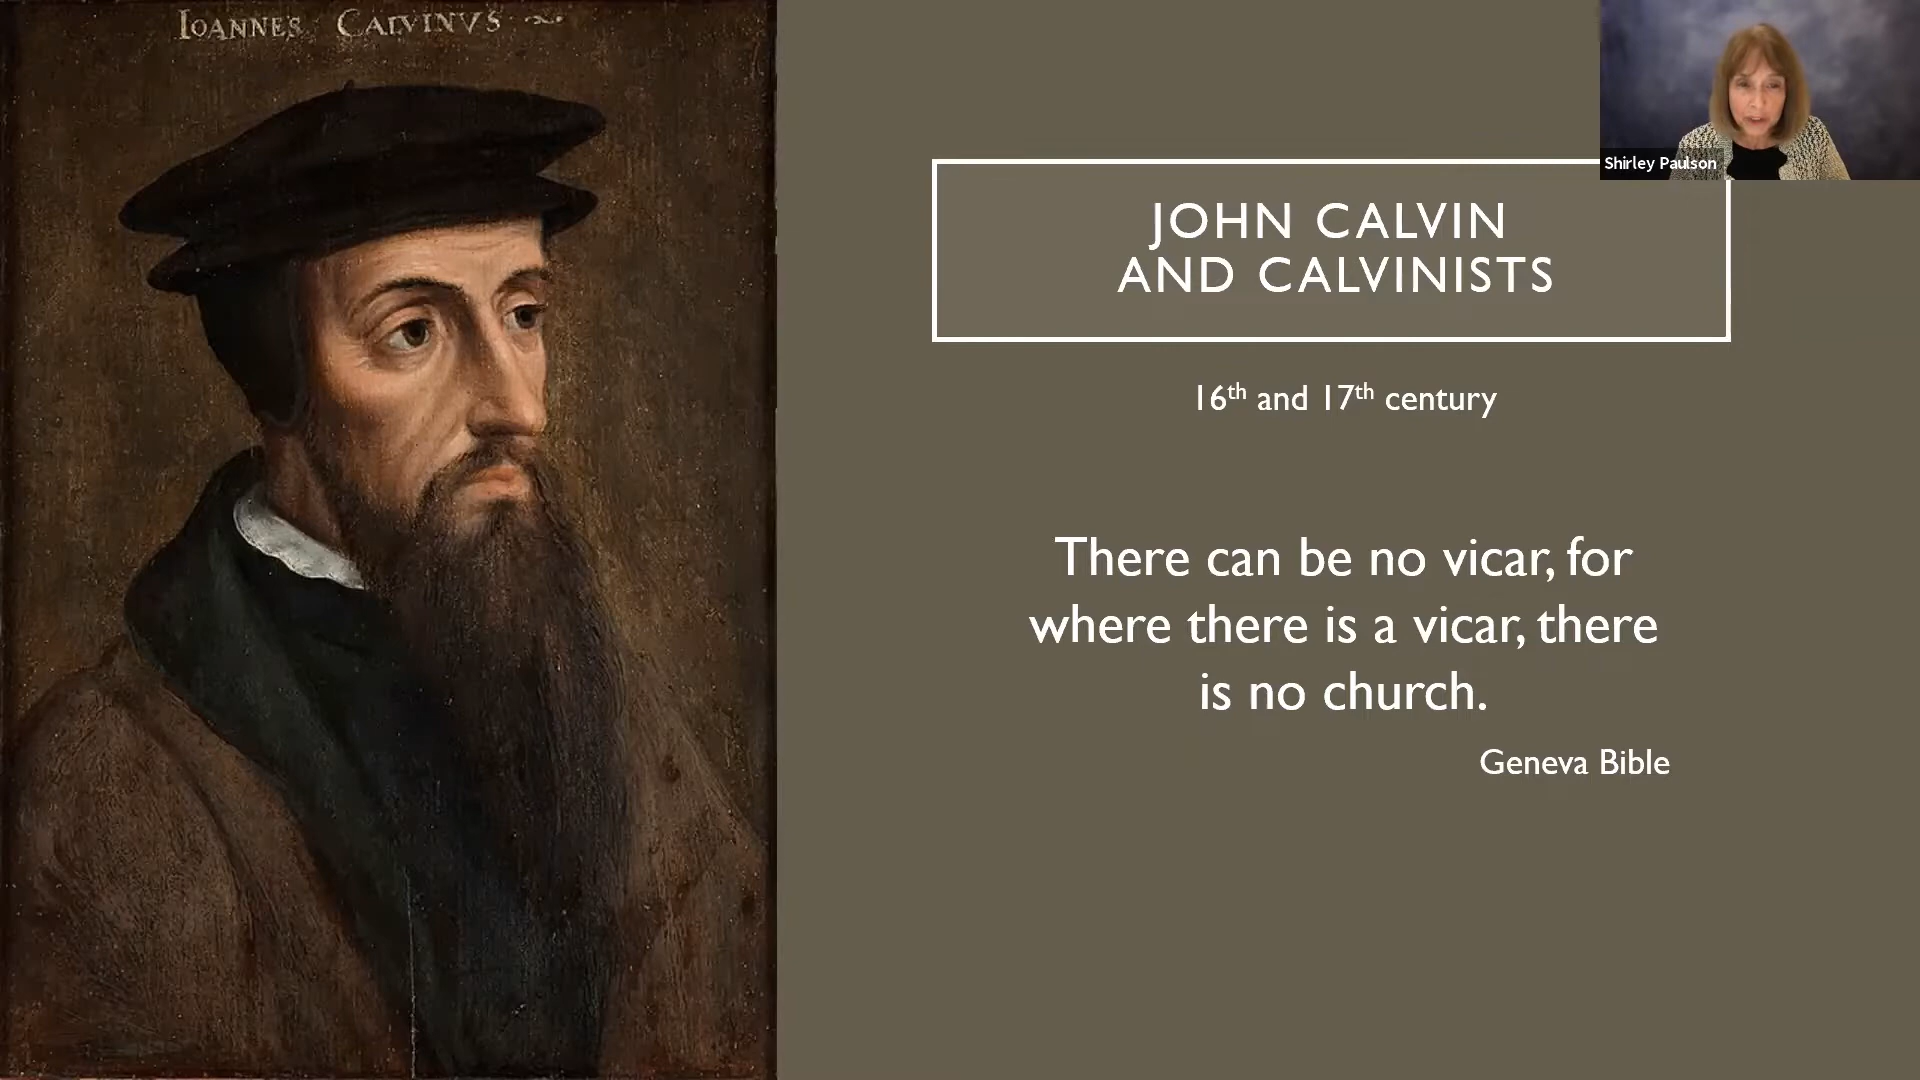 IOANNES CALVINVS
Shirley Paulson
JOHN CALVIN
AND CALVINISTS
16th and 17th century
There can be no vicar, for
where there is a vicar, there
is no church.
Geneva Bible